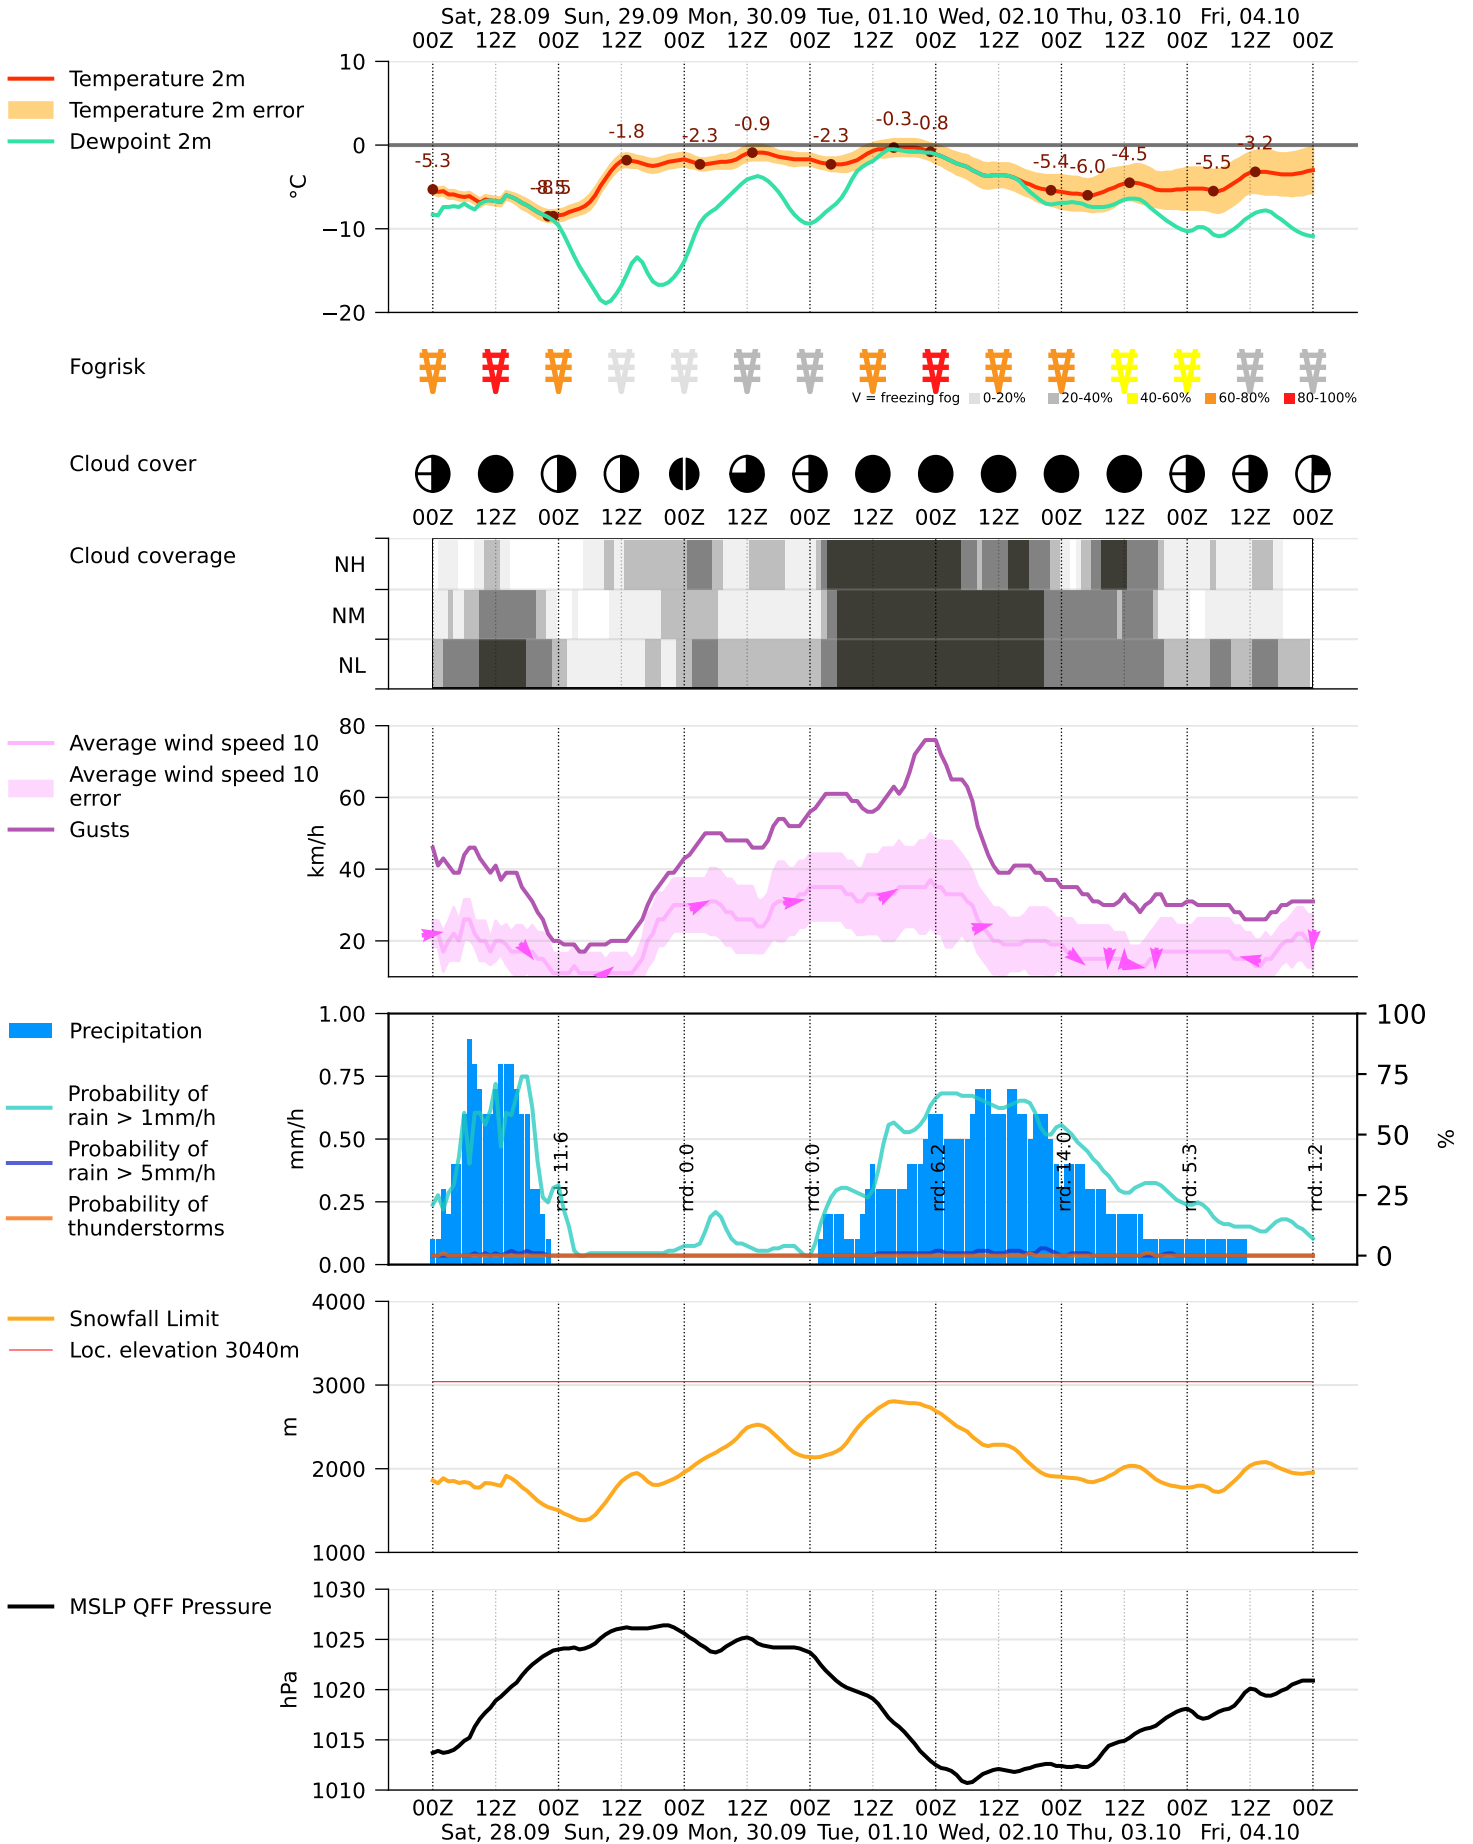 Sat, 28.09 Sun, 29.09 Mon, 30.09 Tue, 01.10 Wed, 02.10 Thu, 03.10 Fri, 04.10
00Z 12Z 00Z 12Z 00Z 12Z 00Z 12Z 00Z 12Z 00Z 12Z 00Z 12Z 00Z
Temperature 2m
Temperature 2m error
Dewpoint 2m
°C
10
0
−10
−20
-5.3
-8.5
-8.5
-1.8
-2.3
-0.9
-2.3
-0.3
-0.8
-5.4
-6.0
-4.5
-5.5
-3.2
Fogrisk
V = freezing fog 0-20% 20-40% 40-60% 60-80% 80-100%
Cloud cover
00Z 12Z 00Z 12Z 00Z 12Z 00Z 12Z 00Z 12Z 00Z 12Z 00Z 12Z 00Z
Cloud coverage
NH
NM
NL
Average wind speed 10
Average wind speed 10
error
Gusts
km/h
80
60
40
20
Precipitation
Probability of
rain > 1mm/h
Probability of
rain > 5mm/h
Probability of
thunderstorms
mm/h
1.00
0.75
0.50
0.25
0.00
rrd: 11.6
rrd: 0.0
rrd: 0.0
rrd: 6.2
rrd: 14.0
rrd: 5.3
rrd: 1.2
100
75
50
25
0
%
Snowfall Limit
Loc. elevation 3040m
m
4000
3000
2000
1000
MSLP QFF Pressure
hPa
1030
1025
1020
1015
1010
00Z 12Z 00Z 12Z 00Z 12Z 00Z 12Z 00Z 12Z 00Z 12Z 00Z 12Z 00Z
Sat, 28.09 Sun, 29.09 Mon, 30.09 Tue, 01.10 Wed, 02.10 Thu, 03.10 Fri, 04.10